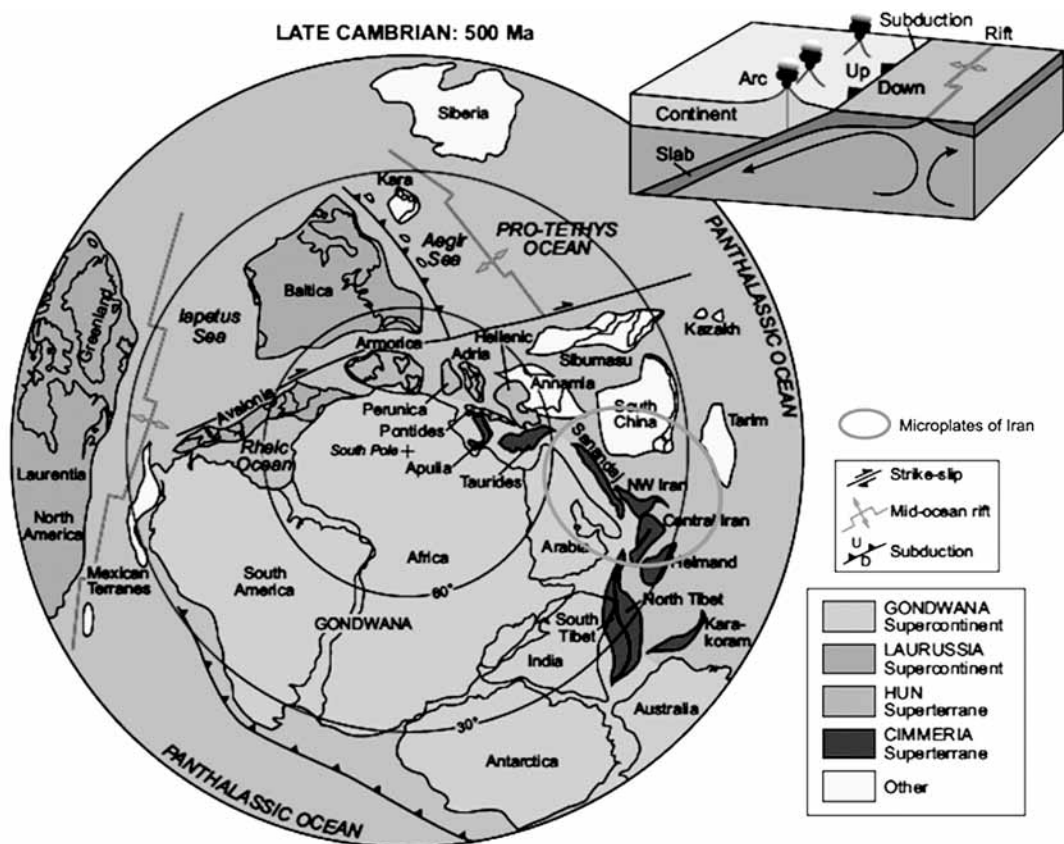 LATE CAMBRIAN: 500 Ma
Subduction
Rift
Arc
Up
Down
Continent
Slab
Siberia
Kara
PRO-TETHYS
OCEAN
Aegir
Sea
PANTHALASSIC OCEAN
Greenland
Baltica
Iapetus
Sea
Armorica
Hellenic
Adria
Sibumasu
Kazakh
Annamia
Avalonia
Perunica
South
China
Tarim
Pontides
Rheic
Ocean
South Pole
Apulia
Taurides
Sanandaj
NW Iran
Laurentia
North
America
Central Iran
Arabia
Helmand
Africa
South
America
Mexican
Terranes
60°
GONDWANA
North Tibet
South
Tibet
Kara-
koram
India
30°
Australia
Antarctica
PANTHALASSIC OCEAN
Microplates of Iran
Strike-slip
Mid-ocean rift
U
D
Subduction
GONDWANA
Supercontinent
LAURUSSIA
Supercontinent
HUN
Superterrane
CIMMERIA
Superterrane
Other